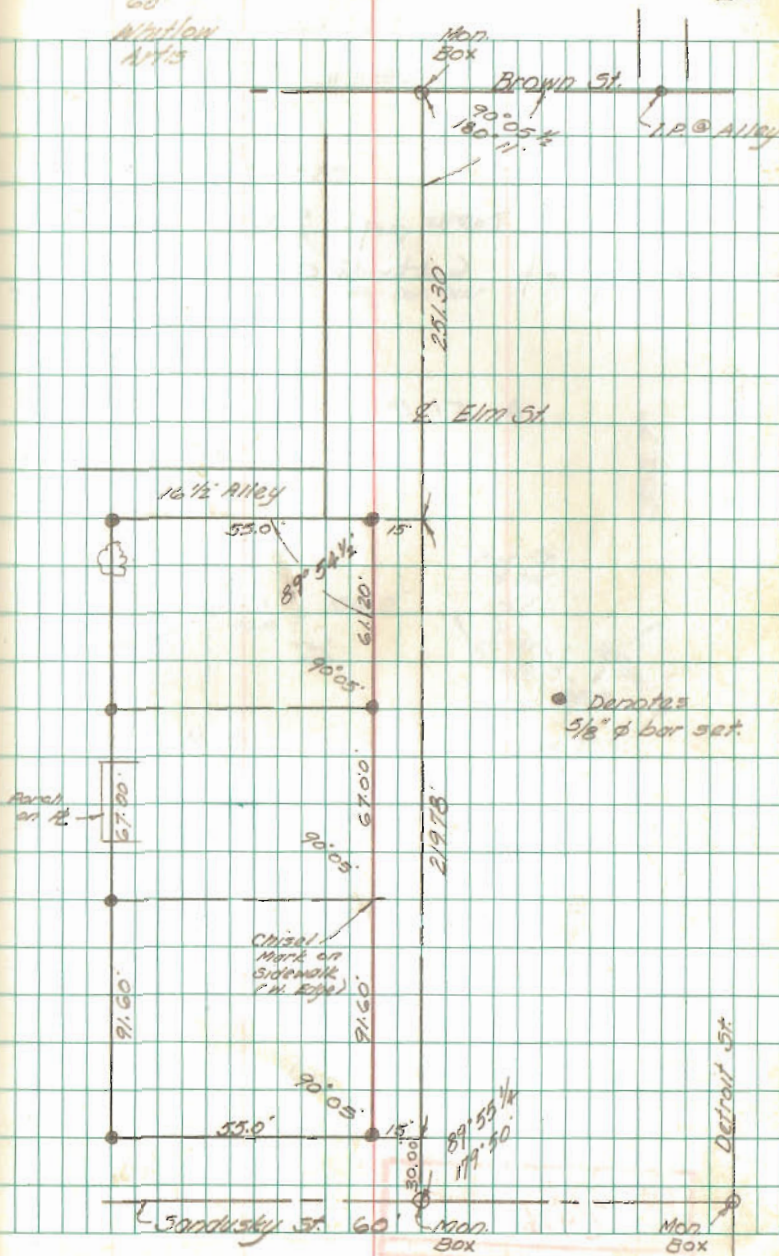 60'
Whitlow
Arts
Mon.
Box
Brown St.
90°05½
180°11'
I.P. @ Alley
251.30'
℄ Elm St.
16½ Alley
55.0'
15'
89°54½'
61.20'
90°05'
Denotes
5/8" ϕ bar set.
Porch
on ℄
67.00'
67.00'
219.78'
90°05'
Chisel
Mark on
Sidewalk
(W. Edge)
91.60'
91.60'
90°05'
55.0'
15'
89°55¼
179°50'
30.00'
Detroit St.
Sandusky St. 60'
Mon.
Box
Mon.
Box